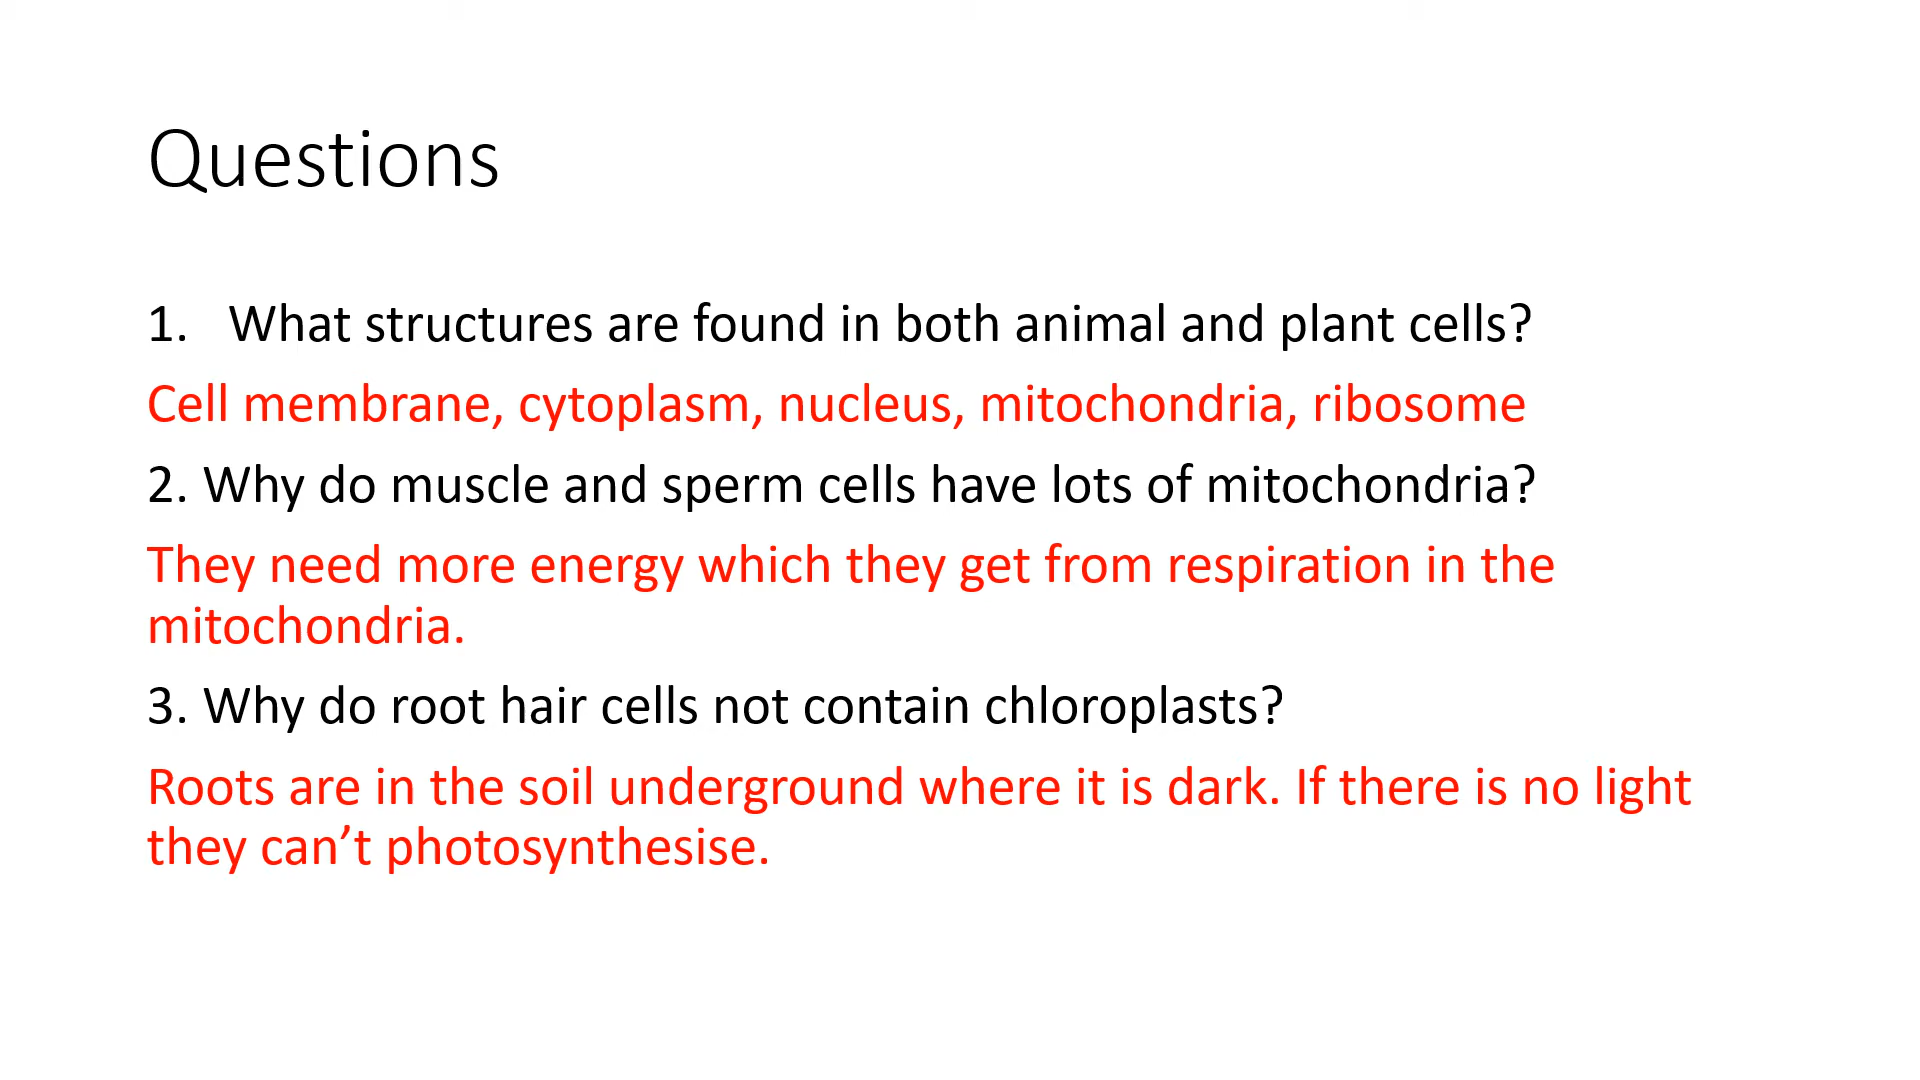 Questions
1. What structures are found in both animal and plant cells?
Cell membrane, cytoplasm, nucleus, mitochondria, ribosome
2. Why do muscle and sperm cells have lots of mitochondria?
They need more energy which they get from respiration in the
mitochondria.
3. Why do root hair cells not contain chloroplasts?
Roots are in the soil underground where it is dark. If there is no light
they can’t photosynthesise.